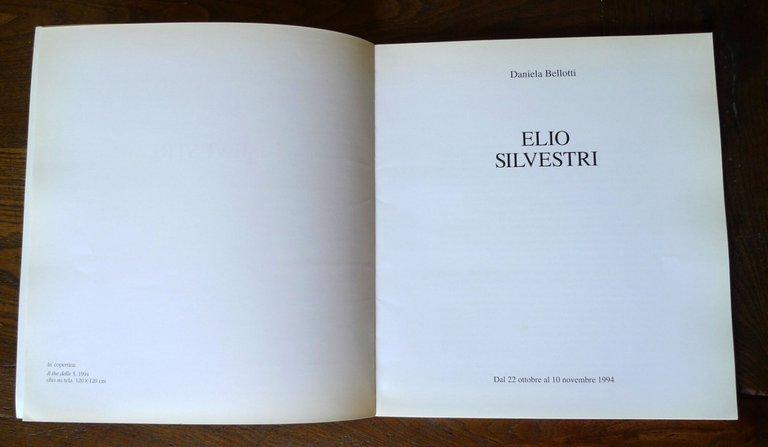 In copertina:
Il the delle 5, 1994
olio su tela, 120×120 cm
Daniela Bellotti
ELIO
SILVESTRI
Dal 22 ottobre al 10 novembre 1994